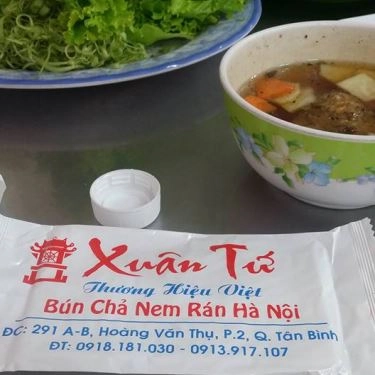 Xuân Tứ
Thương Hiệu Việt
Bún Chả Nem Rán Hà Nội
ĐC: 291 A-B, Hoàng Văn Thụ, P.2, Q. Tân Bình
ĐT: 0918.181.030 - 0913.917.107